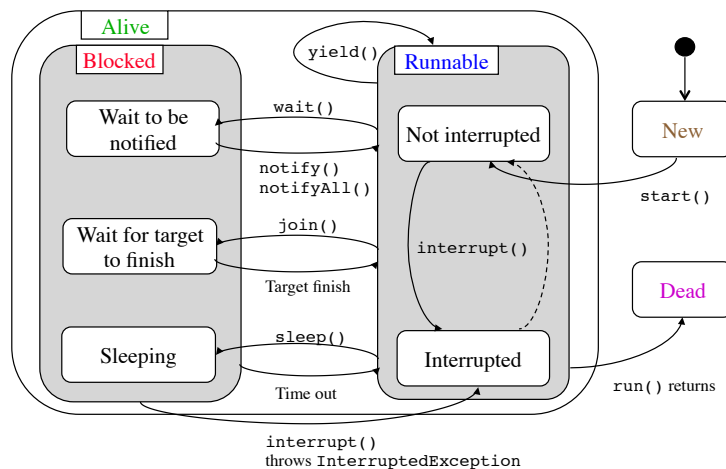 Alive
Blocked
yield()
Runnable
Wait to be
notified
wait()
notify()
notifyAll()
Not interrupted
New
start()
Wait for target
to finish
join()
Target finish
interrupt()
Dead
Sleeping
sleep()
Time out
Interrupted
run() returns
interrupt()
throws InterruptedException